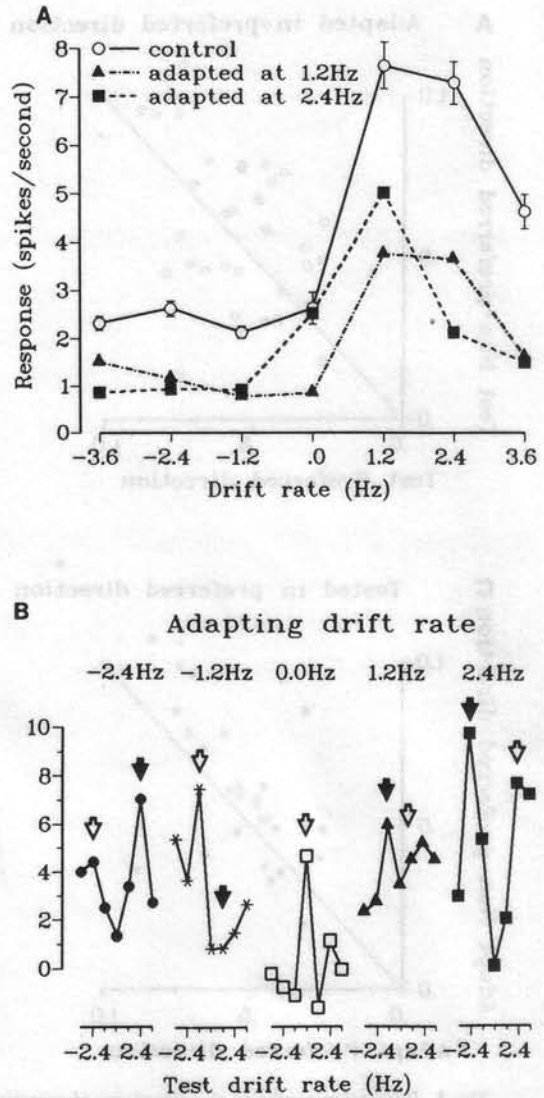 A
control
adapted at 1.2Hz
adapted at 2.4Hz
Response (spikes/second)
8
7
6
5
4
3
2
1
0
-3.6 -2.4 -1.2 .0 1.2 2.4 3.6
Drift rate (Hz)
B
Adapting drift rate
-2.4Hz -1.2Hz 0.0Hz 1.2Hz 2.4Hz
10
8
6
4
2
0
-2.4 2.4 -2.4 2.4 -2.4 2.4 -2.4 2.4 -2.4 2.4
Test drift rate (Hz)